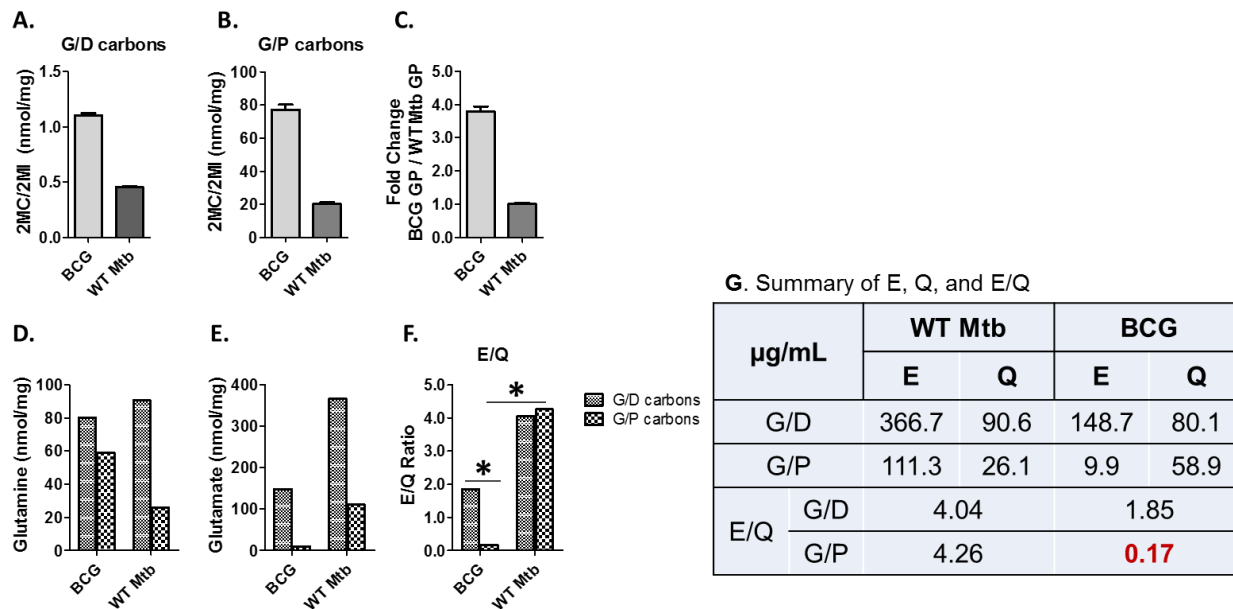 A.
G/D carbons
2MC/2MI (nmol/mg)
1.5
1.0
0.5
0.0
BCG
WT Mtb
B.
G/P carbons
2MC/2MI (nmol/mg)
100
80
60
40
20
0
BCG
WT Mtb
C.
Fold Change
BCG GP / WT Mtb GP
5.0
4.0
3.0
2.0
1.0
0.0
BCG
WT Mtb
D.
Glutamine (nmol/mg)
100
80
60
40
20
0
BCG
WT Mtb
E.
Glutamate (nmol/mg)
400
300
200
100
0
BCG
WT Mtb
F.
E/Q
E/Q Ratio
5.0
4.0
3.0
2.0
1.0
0.0
*
*
BCG
WT Mtb
G/D carbons
G/P carbons
G. Summary of E, Q, and E/Q
µg/mL WT Mtb BCG
E Q E Q
G/D 366.7 90.6 148.7 80.1
G/P 111.3 26.1 9.9 58.9
E/Q G/D 4.04 1.85
G/P 4.26 0.17